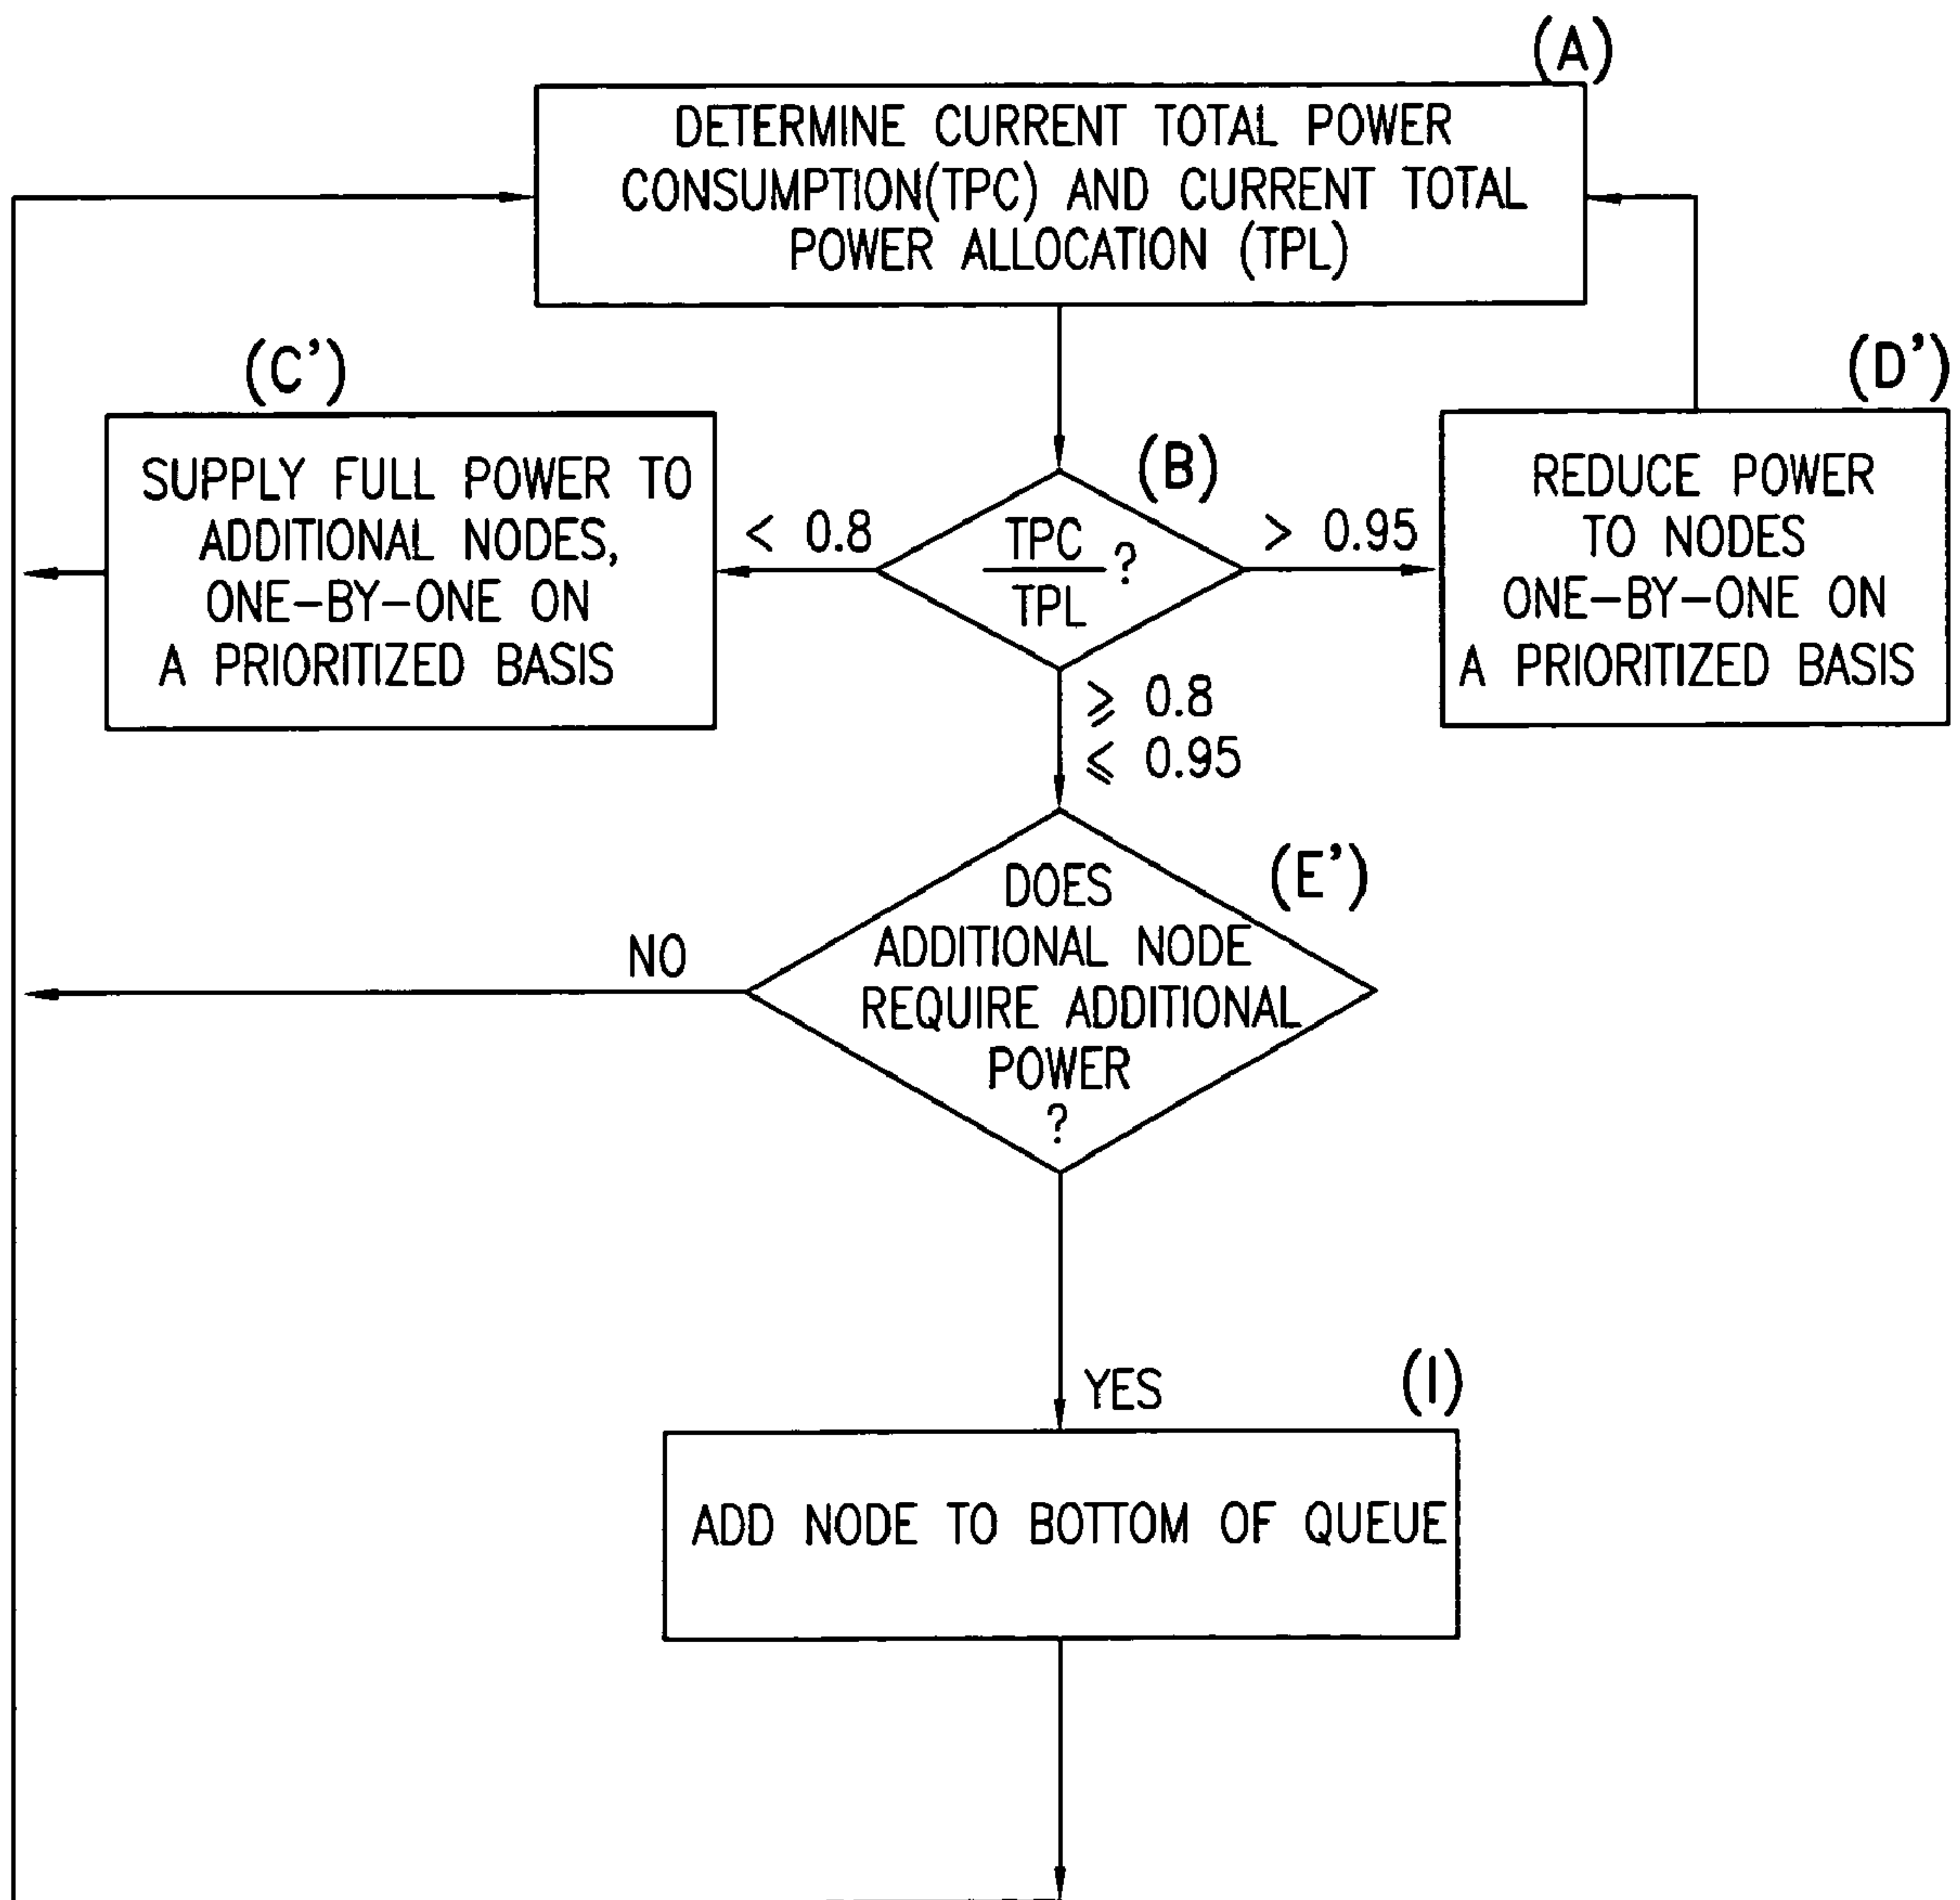 (A)
DETERMINE CURRENT TOTAL POWER
CONSUMPTION(TPC) AND CURRENT TOTAL
POWER ALLOCATION (TPL)
(C')
SUPPLY FULL POWER TO
ADDITIONAL NODES,
ONE-BY-ONE ON
A PRIORITIZED BASIS
< 0.8
(B)
TPC
?
TPL
> 0.95
(D')
REDUCE POWER
TO NODES
ONE-BY-ONE ON
A PRIORITIZED BASIS
⩾ 0.8
⩽ 0.95
(E')
DOES
ADDITIONAL NODE
REQUIRE ADDITIONAL
POWER
?
NO
YES
(I)
ADD NODE TO BOTTOM OF QUEUE